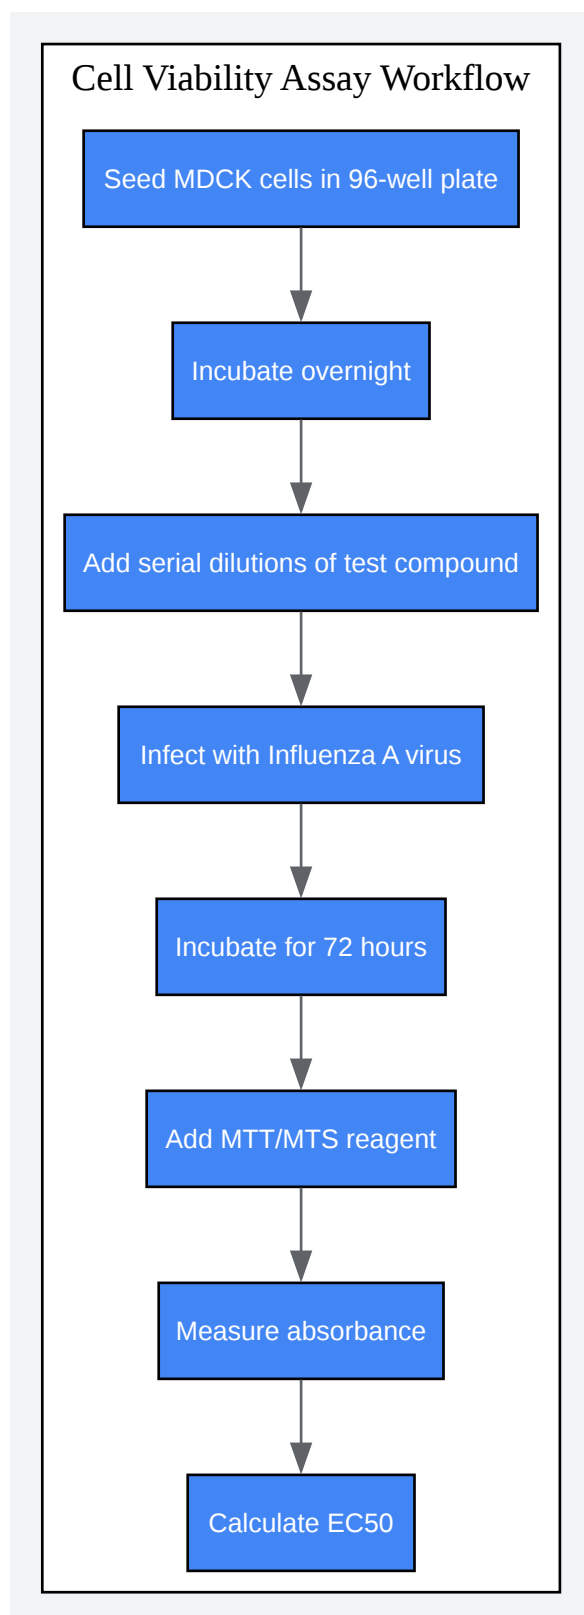 Cell Viability Assay Workflow
Seed MDCK cells in 96-well plate
Incubate overnight
Add serial dilutions of test compound
Infect with Influenza A virus
Incubate for 72 hours
Add MTT/MTS reagent
Measure absorbance
Calculate EC50